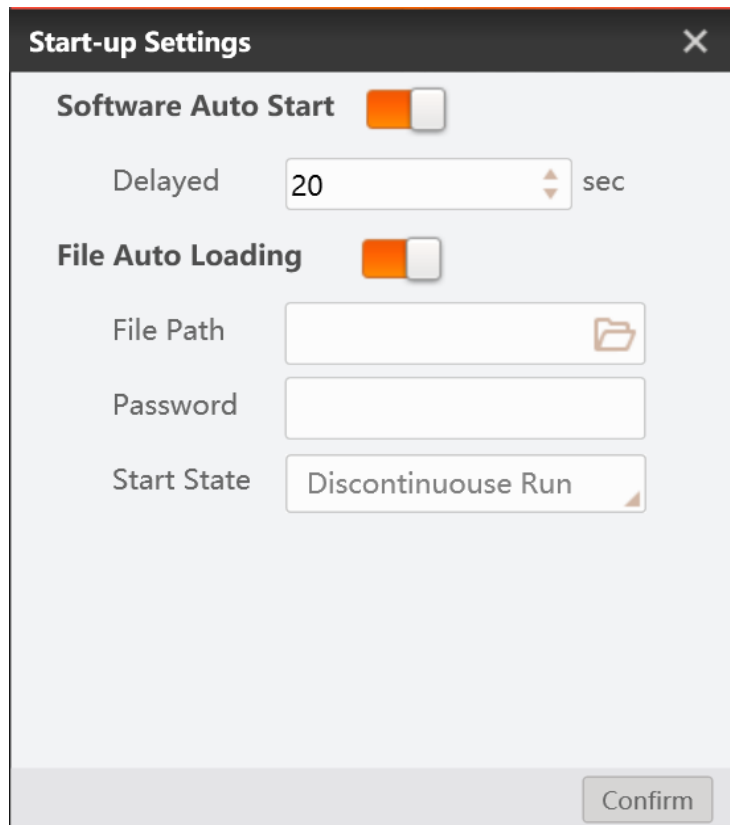 Start-up Settings
Software Auto Start
Delayed 20 sec
File Auto Loading
File Path
Password
Start State Discontinuouse Run
Confirm